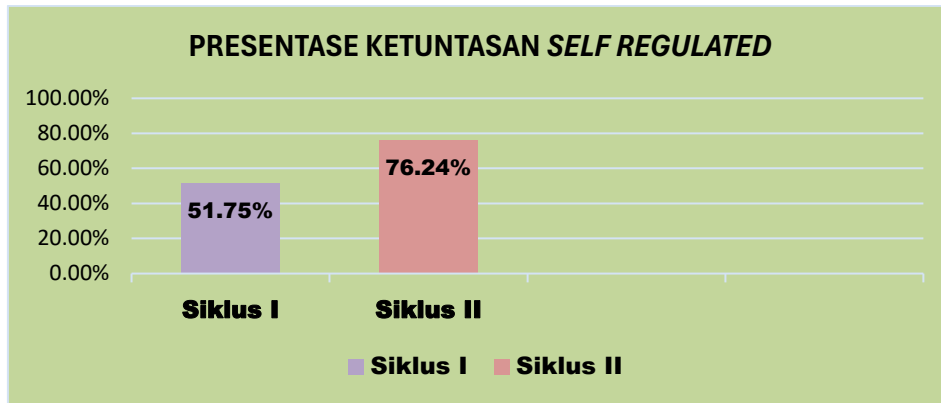 PRESENTASE KETUNTASAN SELF REGULATED
100.00%
80.00%
60.00%
40.00%
20.00%
0.00%
51.75%
76.24%
Siklus I
Siklus II
Siklus I
Siklus II